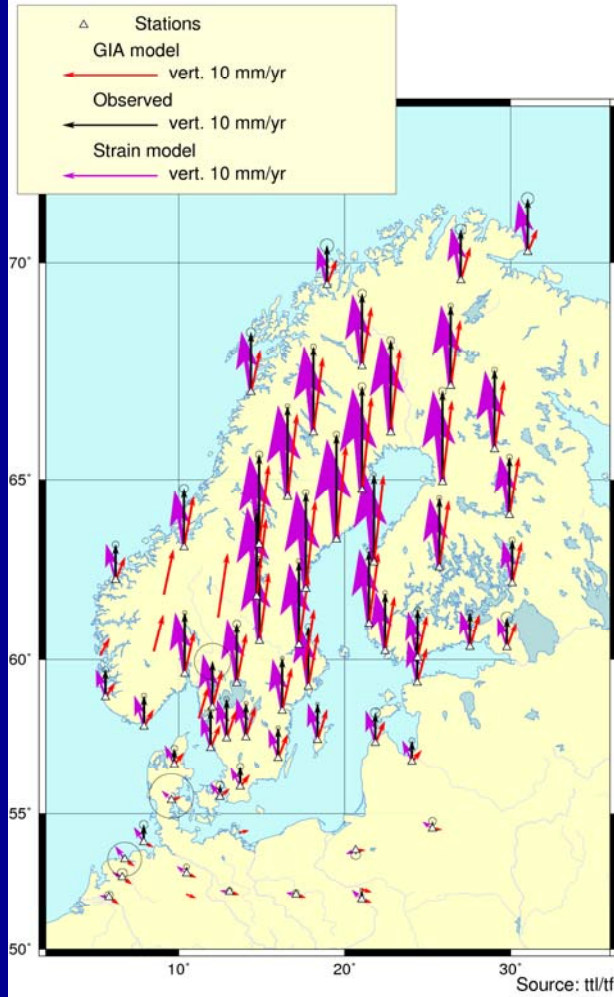 Stations
GIA model
vert. 10 mm/yr
Observed
vert. 10 mm/yr
Strain model
vert. 10 mm/yr
70˚
65˚
60˚
55˚
50˚
10˚ 20˚ 30˚
Source: ttl/tf